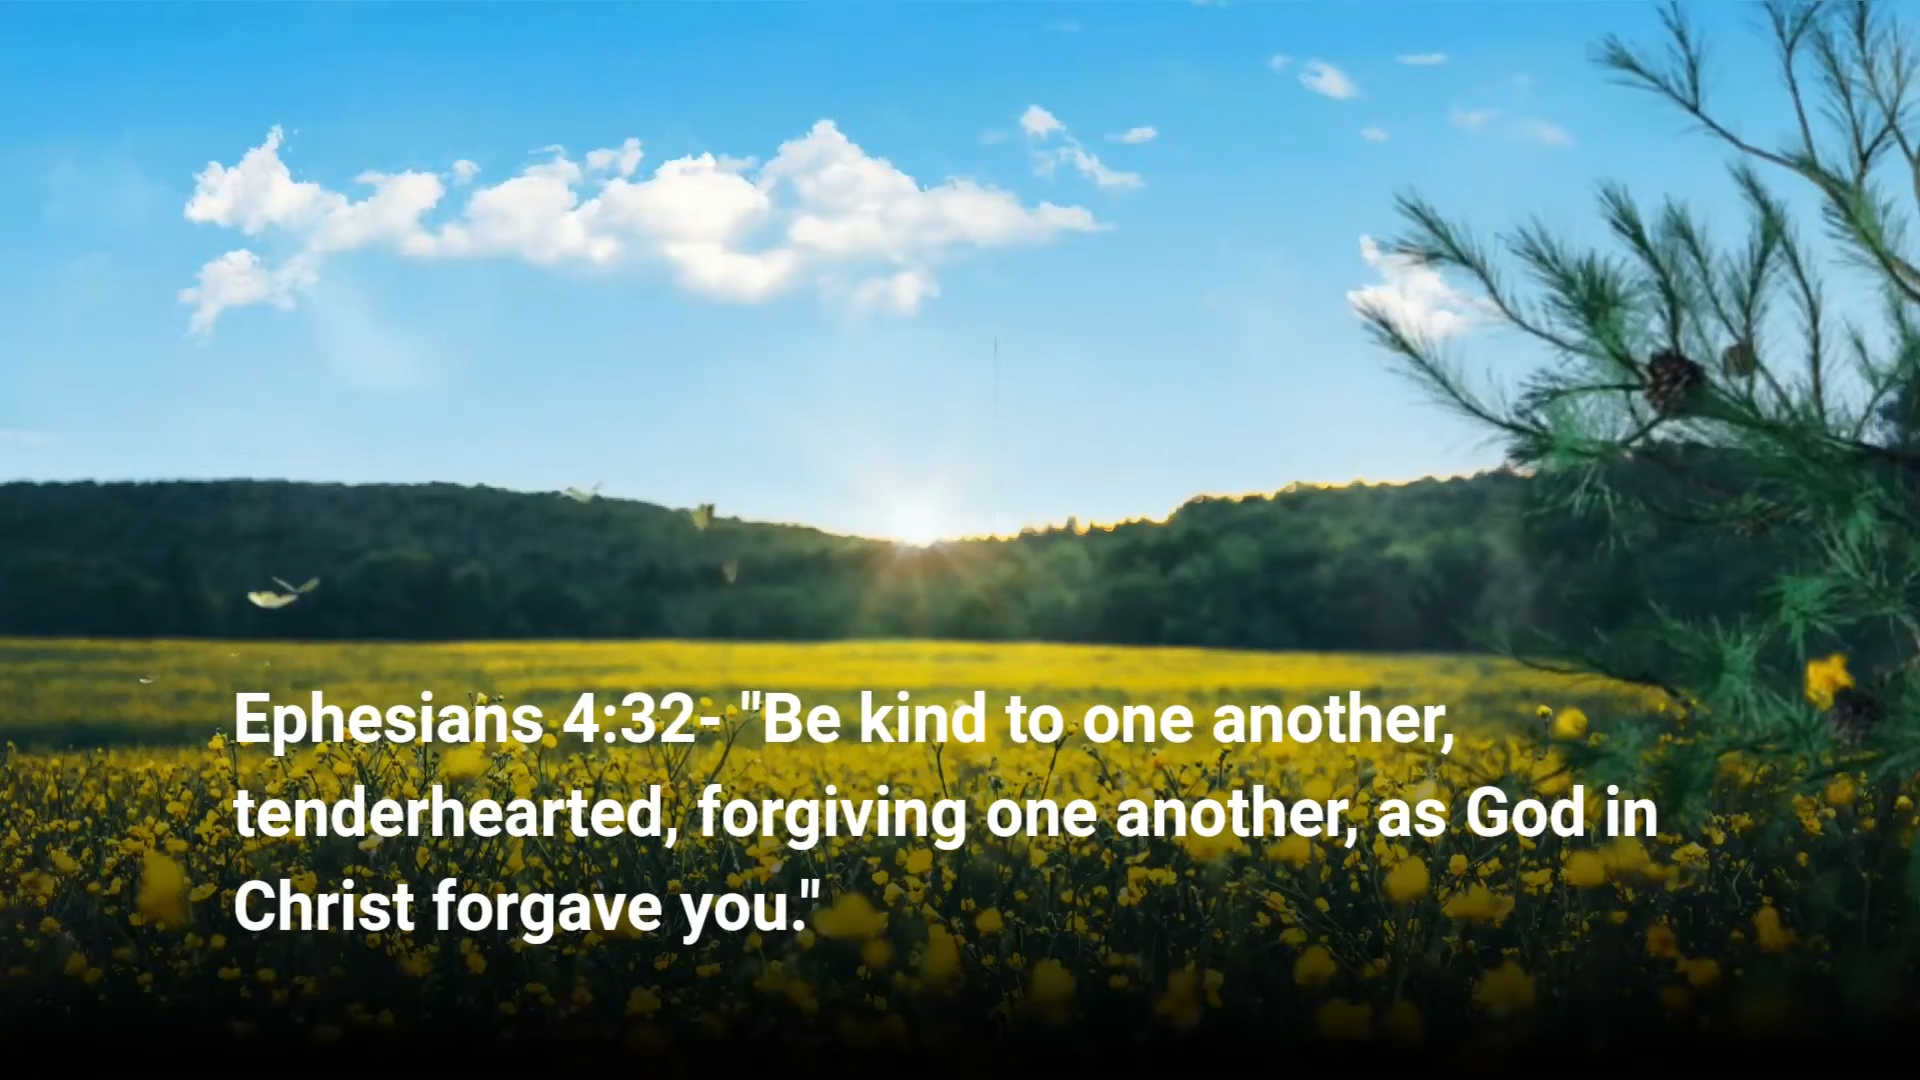 Ephesians 4:32- "Be kind to one another,
tenderhearted, forgiving one another, as God in
Christ forgave you."